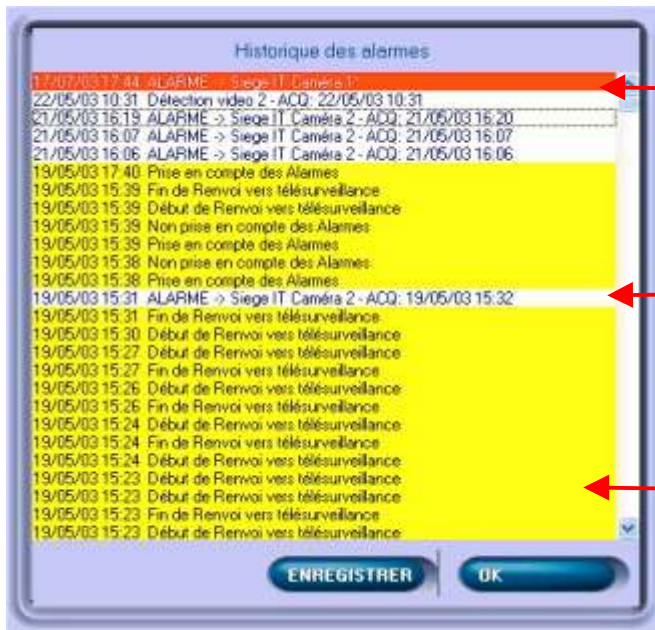 Historique des alarmes
17/07/03 17:44 ALARME -> Siege IT Caméra 1
22/05/03 10:31 Détection video 2 - ACQ: 22/05/03 10:31
21/05/03 16:19 ALARME -> Siege IT Caméra 2 - ACQ: 21/05/03 16:20
21/05/03 16:07 ALARME -> Siege IT Caméra 2 - ACQ: 21/05/03 16:07
21/05/03 16:06 ALARME -> Siege IT Caméra 2 - ACQ: 21/05/03 16:06
19/05/03 17:40 Prise en compte des Alarmes
19/05/03 15:39 Fin de Renvoi vers télésurveillance
19/05/03 15:39 Début de Renvoi vers télésurveillance
19/05/03 15:39 Non prise en compte des Alarmes
19/05/03 15:39 Prise en compte des Alarmes
19/05/03 15:38 Non prise en compte des Alarmes
19/05/03 15:38 Prise en compte des Alarmes
19/05/03 15:31 ALARME -> Siege IT Caméra 2 - ACQ: 19/05/03 15:32
19/05/03 15:31 Fin de Renvoi vers télésurveillance
19/05/03 15:30 Début de Renvoi vers télésurveillance
19/05/03 15:27 Début de Renvoi vers télésurveillance
19/05/03 15:27 Fin de Renvoi vers télésurveillance
19/05/03 15:26 Début de Renvoi vers télésurveillance
19/05/03 15:26 Fin de Renvoi vers télésurveillance
19/05/03 15:24 Début de Renvoi vers télésurveillance
19/05/03 15:24 Fin de Renvoi vers télésurveillance
19/05/03 15:24 Début de Renvoi vers télésurveillance
19/05/03 15:23 Début de Renvoi vers télésurveillance
19/05/03 15:23 Début de Renvoi vers télésurveillance
19/05/03 15:23 Fin de Renvoi vers télésurveillance
19/05/03 15:23 Début de Renvoi vers télésurveillance
ENREGISTRER
OK